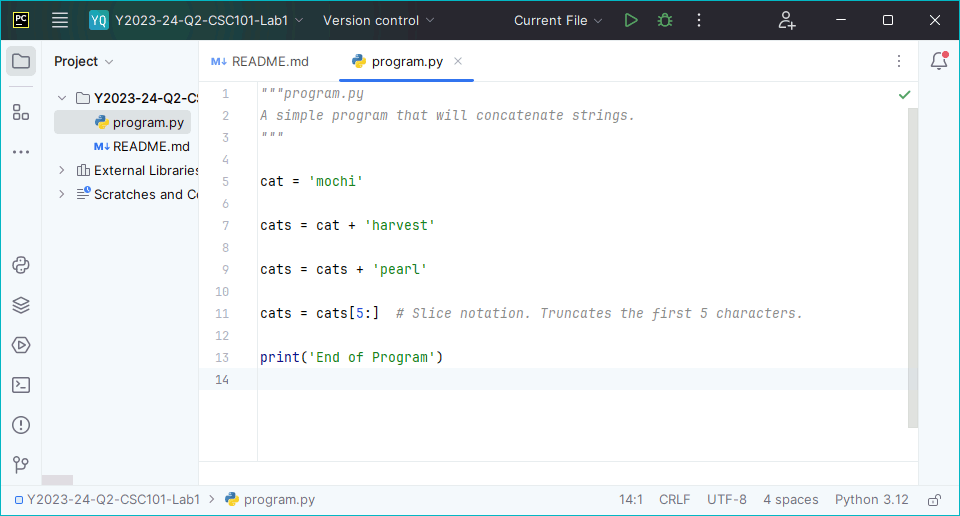 PC YQ Y2023-24-Q2-CSC101-Lab1 Version control Current File
Project
README.md
program.py
Y2023-24-Q2-CS
program.py
README.md
External Libraries
Scratches and Co
1 """program.py
2 A simple program that will concatenate strings.
3 """
4
5 cat = 'mochi'
6
7 cats = cat + 'harvest'
8
9 cats = cats + 'pearl'
10
11 cats = cats[5:]  # Slice notation. Truncates the first 5 characters.
12
13 print('End of Program')
14
Y2023-24-Q2-CSC101-Lab1 > program.py 14:1 CRLF UTF-8 4 spaces Python 3.12